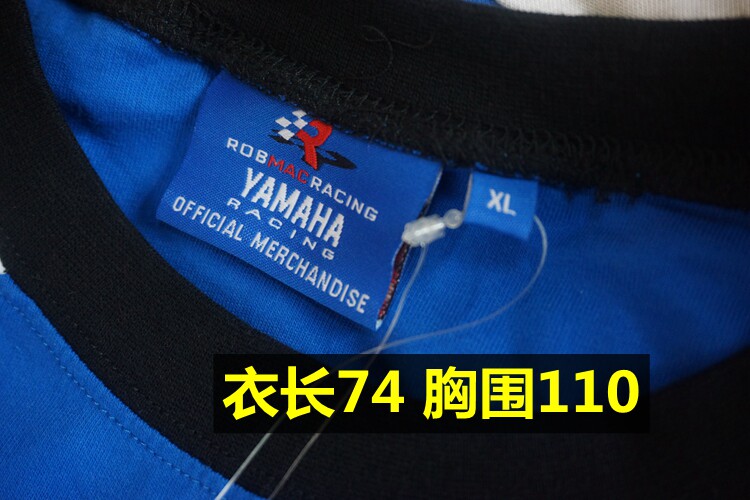 R
ROBMACRACING
YAMAHA
RACING
OFFICIAL MERCHANDISE
XL
衣长74 胸围110